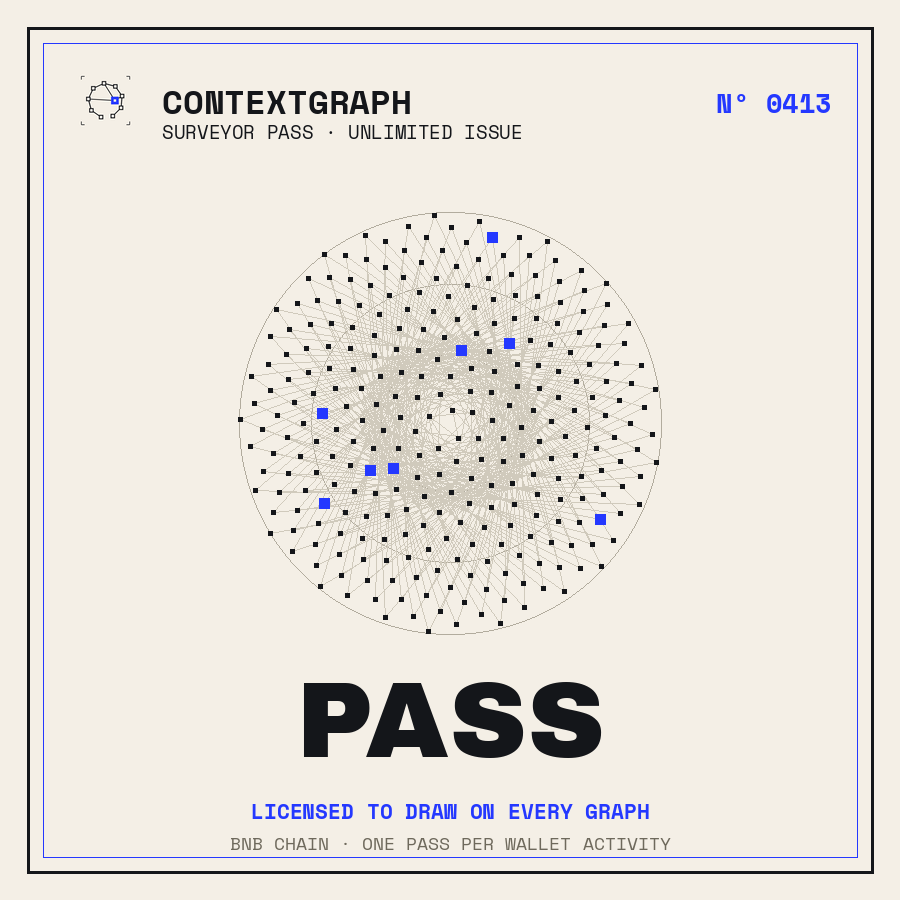 CONTEXTGRAPH
N° 0413
SURVEYOR PASS · UNLIMITED ISSUE
PASS
LICENSED TO DRAW ON EVERY GRAPH
BNB CHAIN · ONE PASS PER WALLET ACTIVITY